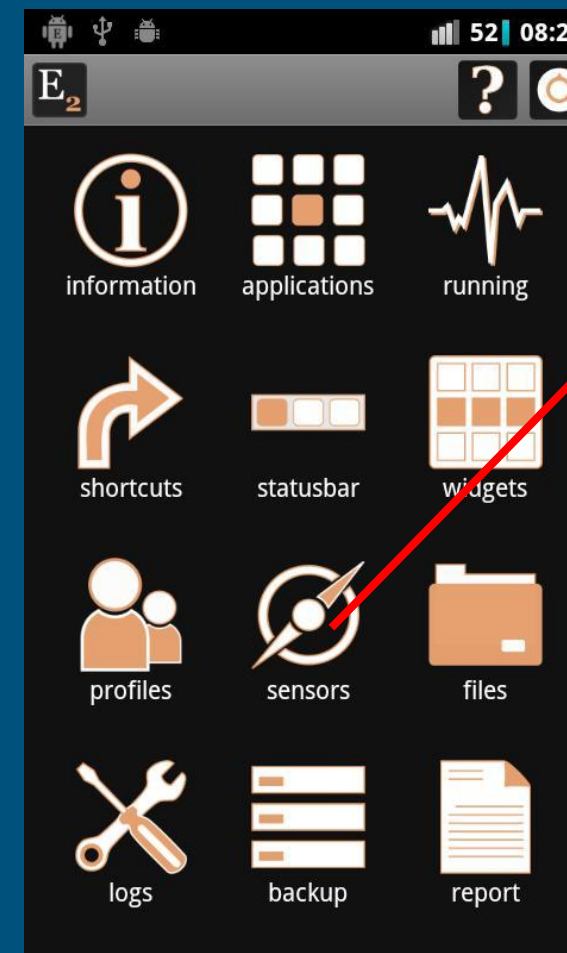 52 08:2
E2 ?
information applications running
shortcuts statusbar widgets
profiles sensors files
logs backup report